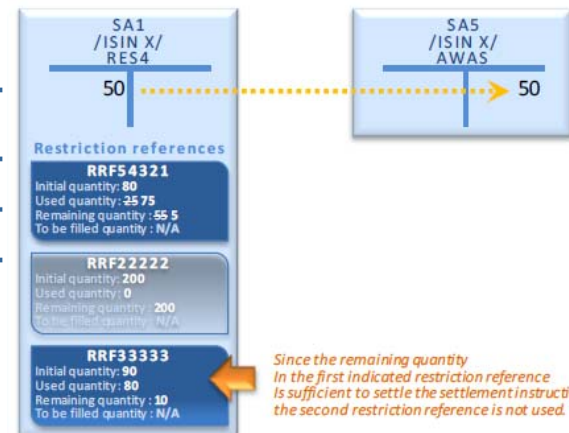 SA1
/ISIN X/
RES4
50
SA5
/ISIN X/
AWAS
50
Restriction references
RRF54321
Initial quantity: 80
Used quantity: 25 75
Remaining quantity : 55 5
To be filled quantity : N/A
RRF22222
Initial quantity: 200
Used quantity: 0
Remaining quantity : 200
To be filled quantity : N/A
RRF33333
Initial quantity: 90
Used quantity: 80
Remaining quantity : 10
To be filled quantity : N/A
Since the remaining quantity
In the first indicated restriction reference
Is sufficient to settle the settlement instructi
the second restriction reference is not used.